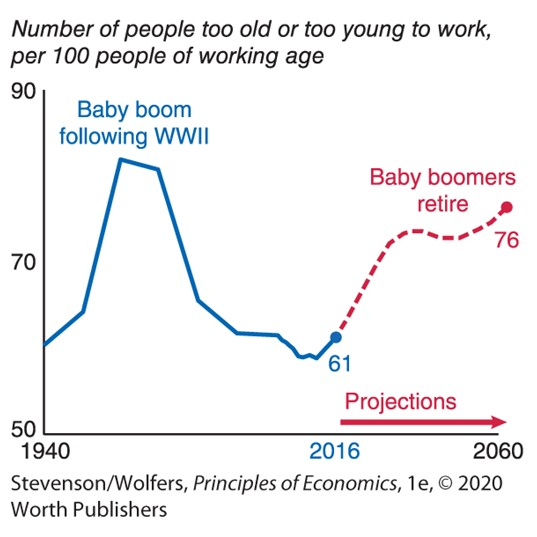 Number of people too old or too young to work,
per 100 people of working age
90
Baby boom
following WWII
Baby boomers
retire
76
70
61
Projections
50
1940
2016
2060
Stevenson/Wolfers, Principles of Economics, 1e, © 2020
Worth Publishers